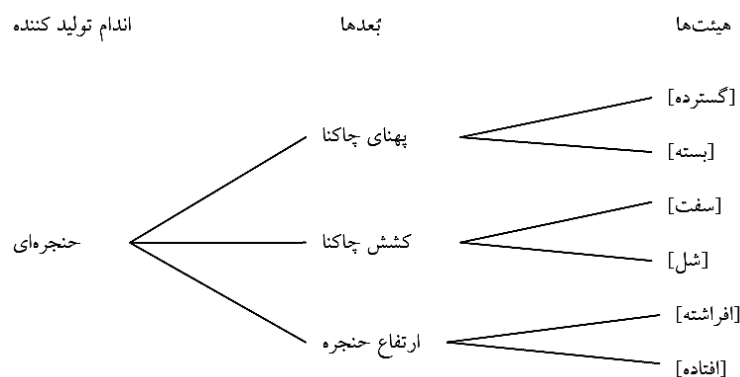 هیئت‌ها بُعدها اندام تولید کننده
[گسترده]
پهنای چاکنا
[بسته]
[سفت]
کشش چاکنا حنجره‌ای
[شل]
[افراشته]
ارتفاع حنجره
[افتاده]